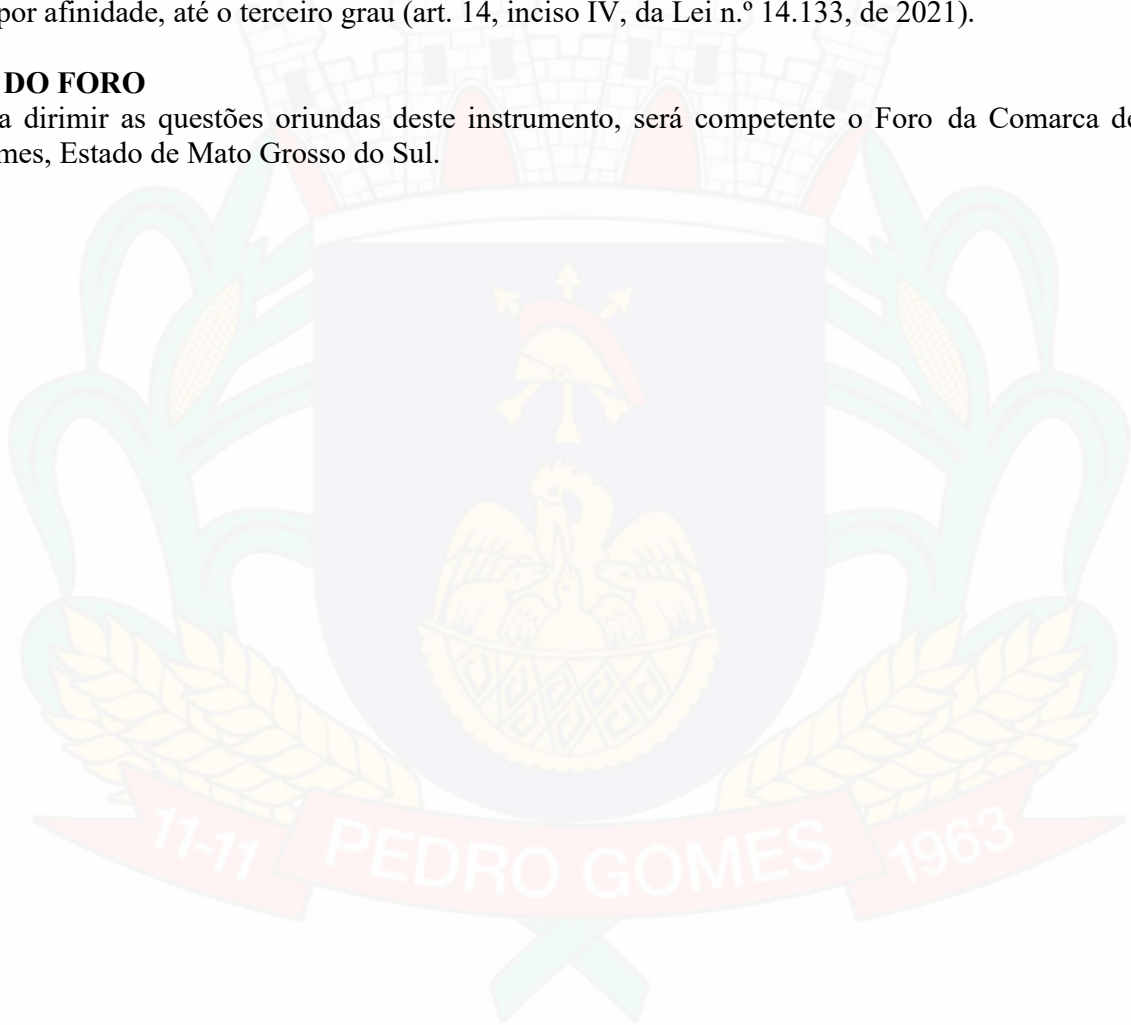 por afinidade, até o terceiro grau (art. 14, inciso IV, da Lei n.º 14.133, de 2021).
DO FORO
a dirimir as questões oriundas deste instrumento, será competente o Foro da Comarca de
mes, Estado de Mato Grosso do Sul.
11-11 PEDRO GOMES 1963